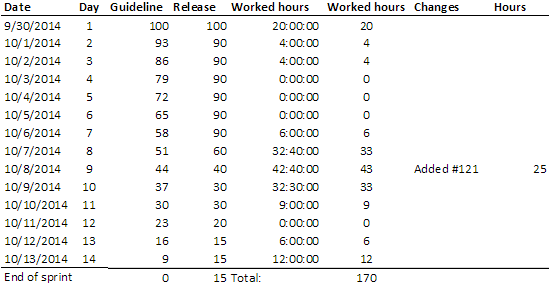 Date Day Guideline Release Worked hours Worked hours Changes Hours
9/30/2014 1 100 100 20:00:00 20
10/1/2014 2 93 90 4:00:00 4
10/2/2014 3 86 90 4:00:00 4
10/3/2014 4 79 90 0:00:00 0
10/4/2014 5 72 90 0:00:00 0
10/5/2014 6 65 90 0:00:00 0
10/6/2014 7 58 90 6:00:00 6
10/7/2014 8 51 60 32:40:00 33
10/8/2014 9 44 40 42:40:00 43 Added #121 25
10/9/2014 10 37 30 32:30:00 33
10/10/2014 11 30 30 9:00:00 9
10/11/2014 12 23 20 0:00:00 0
10/12/2014 13 16 15 6:00:00 6
10/13/2014 14 9 15 12:00:00 12
End of sprint 0 15 Total: 170